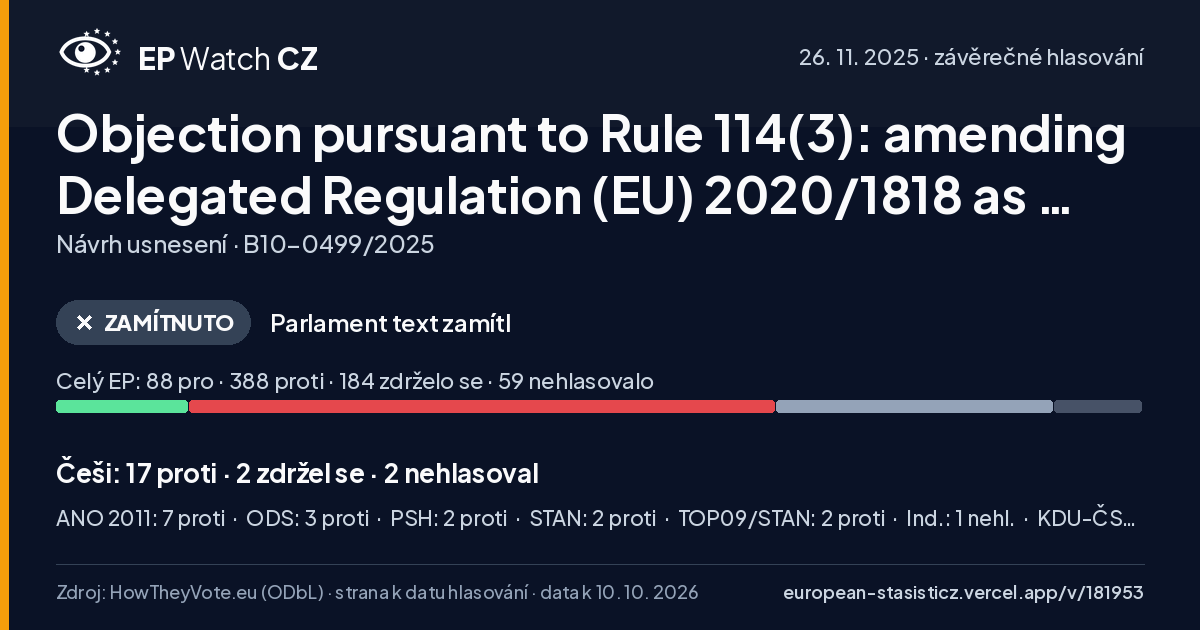 EP Watch CZ
26. 11. 2025 · závěrečné hlasování
Objection pursuant to Rule 114(3): amending
Delegated Regulation (EU) 2020/1818 as …
Návrh usnesení · B10-0499/2025
✕ ZAMÍTNUTO
Parlament text zamítl
Celý EP: 88 pro · 388 proti · 184 zdrželo se · 59 nehlasovalo
Češi: 17 proti · 2 zdržel se · 2 nehlasoval
ANO 2011: 7 proti · ODS: 3 proti · PSH: 2 proti · STAN: 2 proti · TOP09/STAN: 2 proti · Ind.: 1 nehl. · KDU-ČS…
Zdroj: HowTheyVote.eu (ODbL) · strana k datu hlasování · data k 10. 10. 2026
european-stasisticz.vercel.app/v/181953